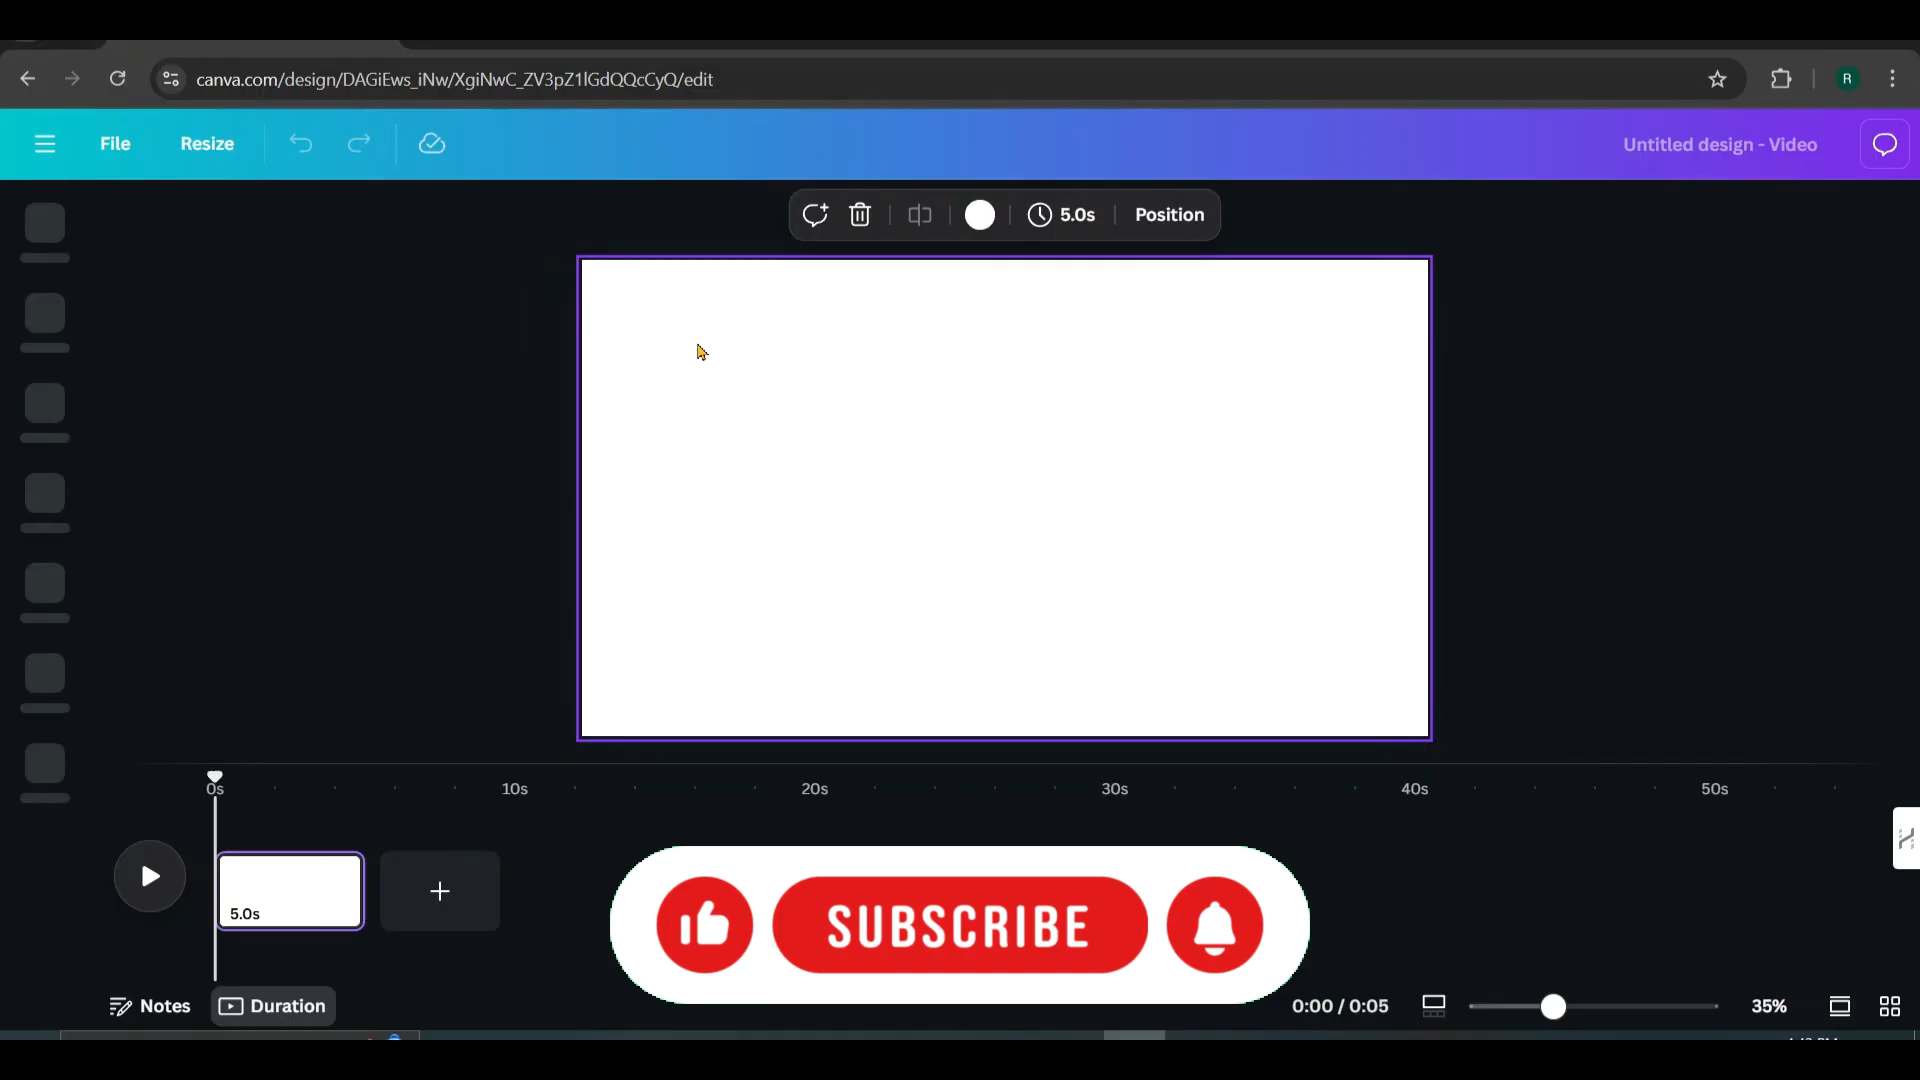 canva.com/design/DAGiEws_iNw/XgiNwC_ZV3pZ1lGdQQcCyQ/edit
R
File
Resize
Untitled design - Video
5.0s
Position
0s
10s
20s
30s
40s
50s
5.0s
SUBSCRIBE
Notes
Duration
0:00 / 0:05
35%